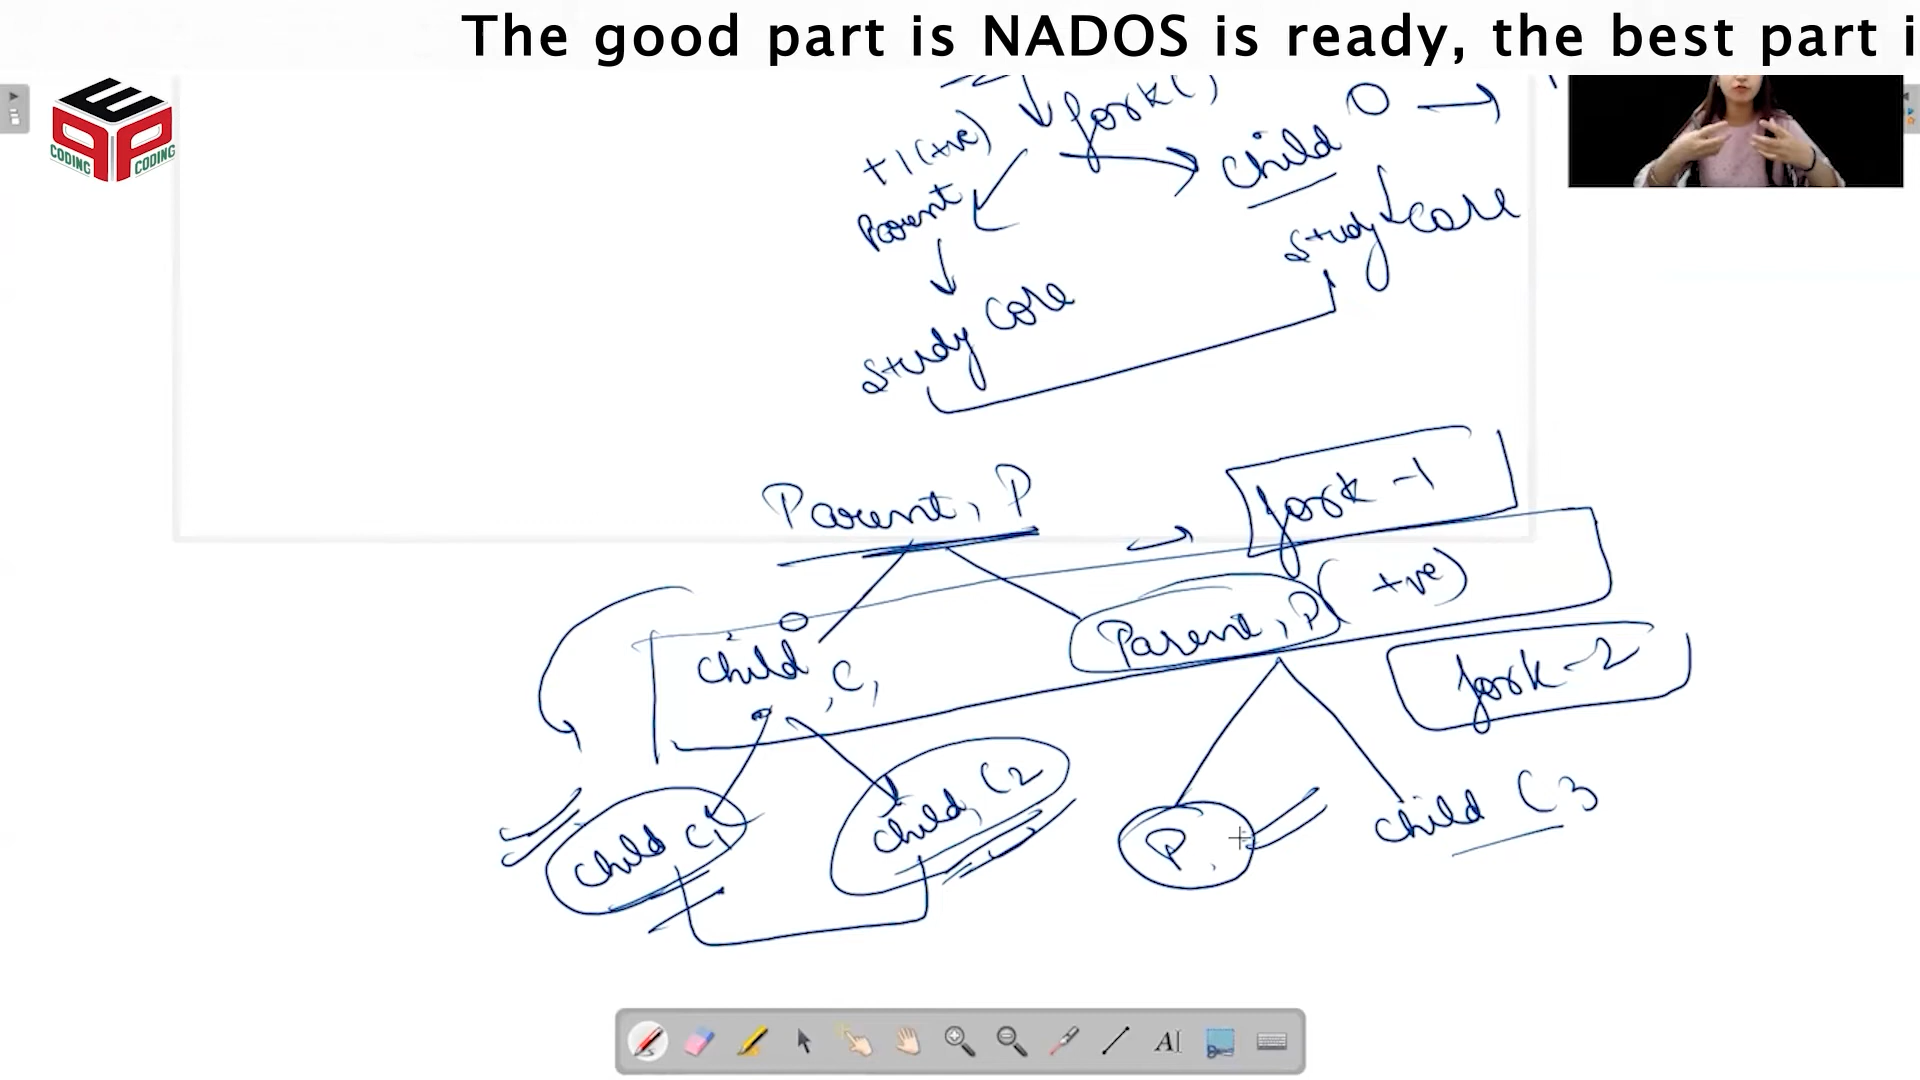 The good part is NADOS is ready, the best part i
CODING CODING
fork()
+1(+ve)
Parent
child
0
study core
study core
Parent, P
fork -1
child, C1
0
Parent, P (+ve)
fork -2
child C1
child, C2
P,
child C3
AI